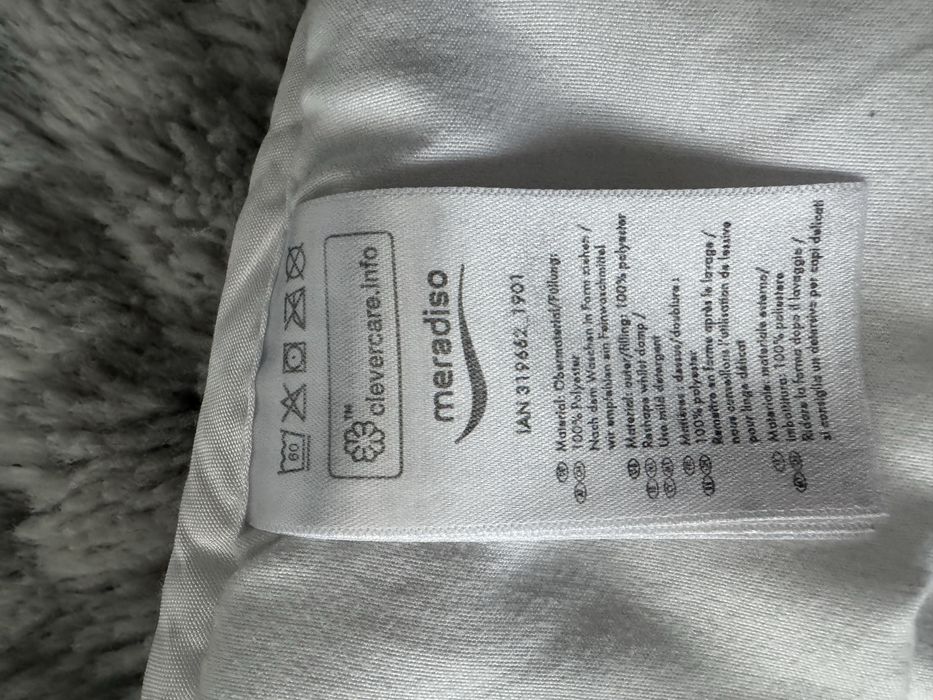 60
clevercare.info
meradiso
IAN 319662_1901
Material: Obermaterial/Füllung:
100% Polyester
Nach dem Waschen in Form ziehen /
wir empfehlen ein Feinwaschmittel
Material: outer/filling: 100% polyester
Reshape whilst damp /
Use mild detergent
Matières : dessus/doublure :
100% polyester
Remettre en forme après le lavage /
nous conseillons l'utilisation de lessive
pour linge délicat
Materiale: materiale esterno/
Imbottitura: 100% poliestere
Ridare la forma dopo il lavaggio /
si consiglia un detersivo per capi delicati